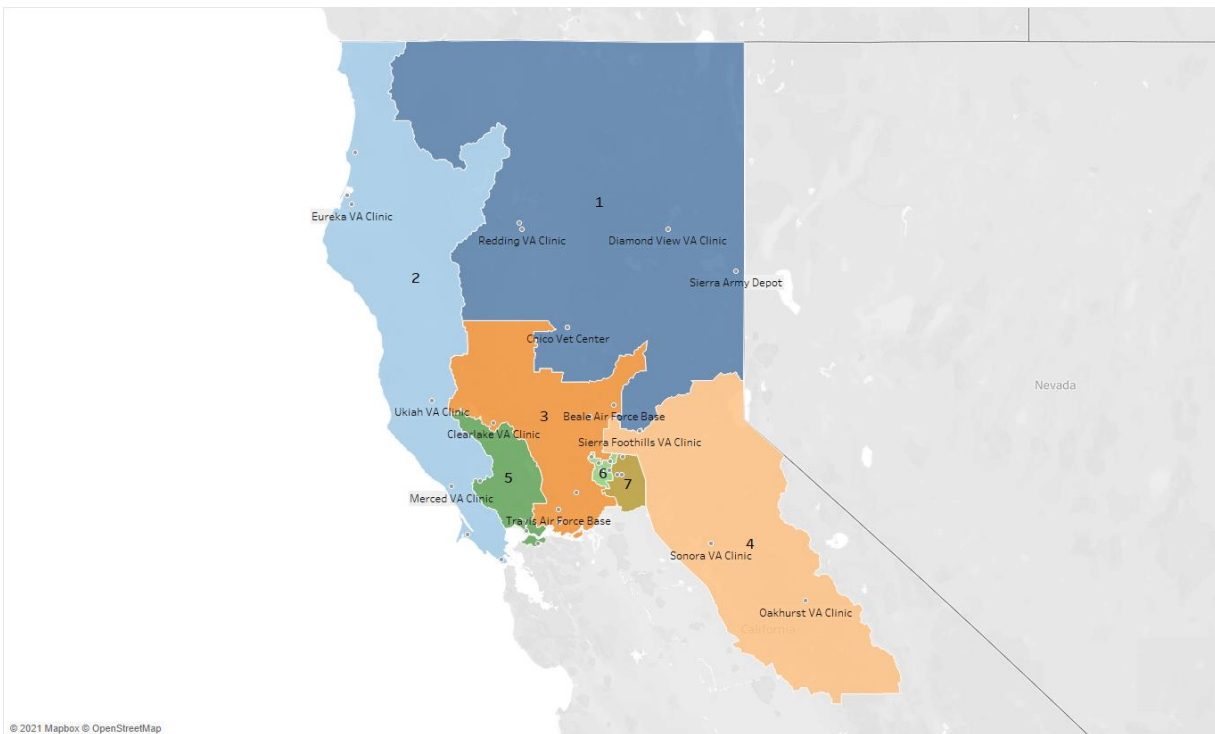 1
Eureka VA Clinic
Redding VA Clinic
Diamond View VA Clinic
2
Sierra Army Depot
Chico Vet Center
Nevada
Ukiah VA Clinic
3
Beale Air Force Base
Clearlake VA Clinic
Sierra Foothills VA Clinic
6
5
7
Merced VA Clinic
Travis Air Force Base
4
Sonora VA Clinic
Oakhurst VA Clinic
California
© 2021 Mapbox © OpenStreetMap